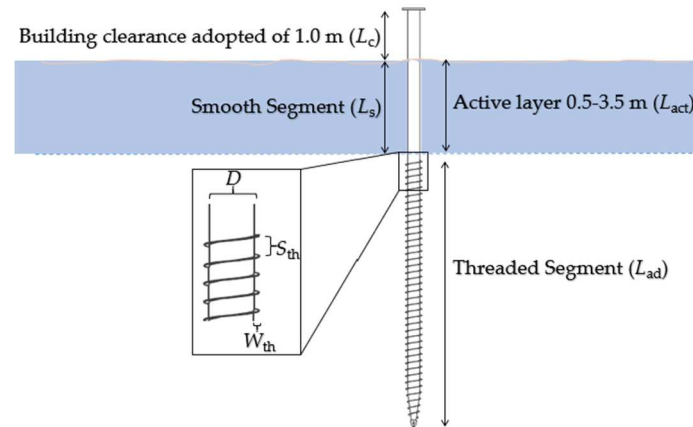 Building clearance adopted of 1.0 m (Lc)
Smooth Segment (Ls)
Active layer 0.5-3.5 m (Lact)
D
Sth
Wth
Threaded Segment (Lad)